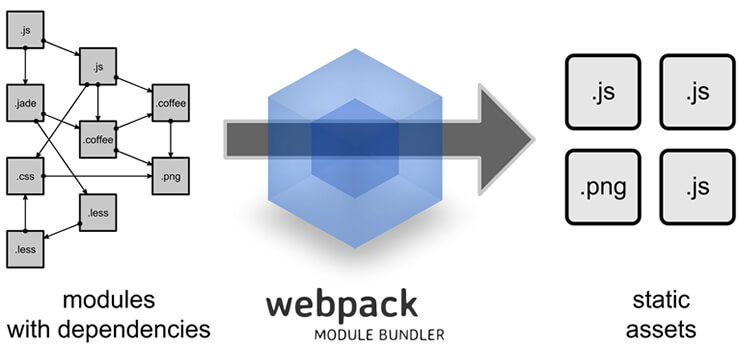 .js
.js
.jade
.coffee
.coffee
.css
.png
.less
.less
modules
with dependencies
webpack
MODULE BUNDLER
.js
.js
.png
.js
static
assets